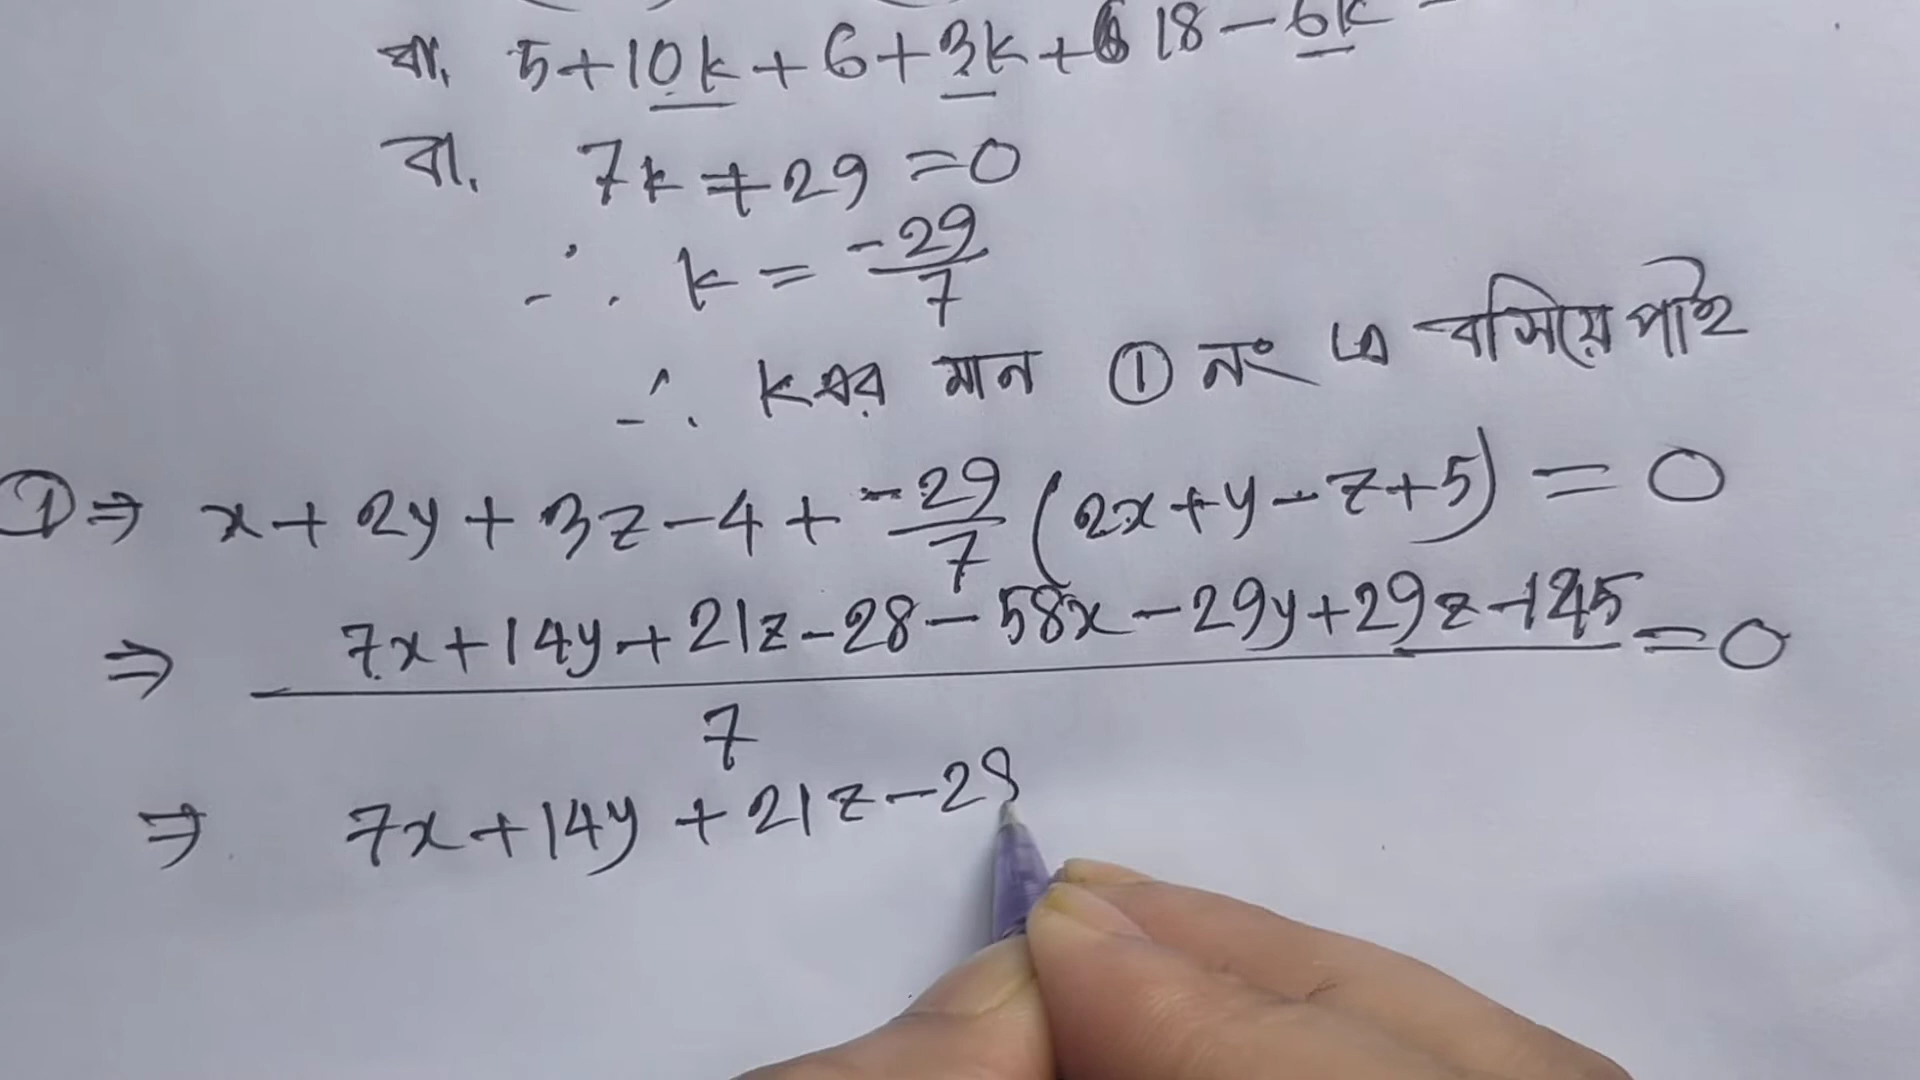 বা, 5+10k+6+3k+18-6k
বা, 7k+29=0
∴ k = -29/7
∴ k এর মান ① নং এ বসিয়ে পাই
① ⇒ x+2y+3z-4+ -29/7 (2x+y-z+5) = 0
⇒ 7x+14y+21z-28-58x-29y+29z-145 / 7 = 0
⇒ 7x+14y+21z-28